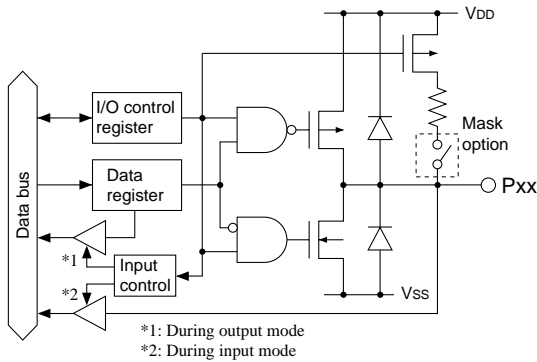 VDD
I/O control
register
Mask
option
Data bus
Data
register
Pxx
*1
Input
control
*2
VSS
*1: During output mode
*2: During input mode